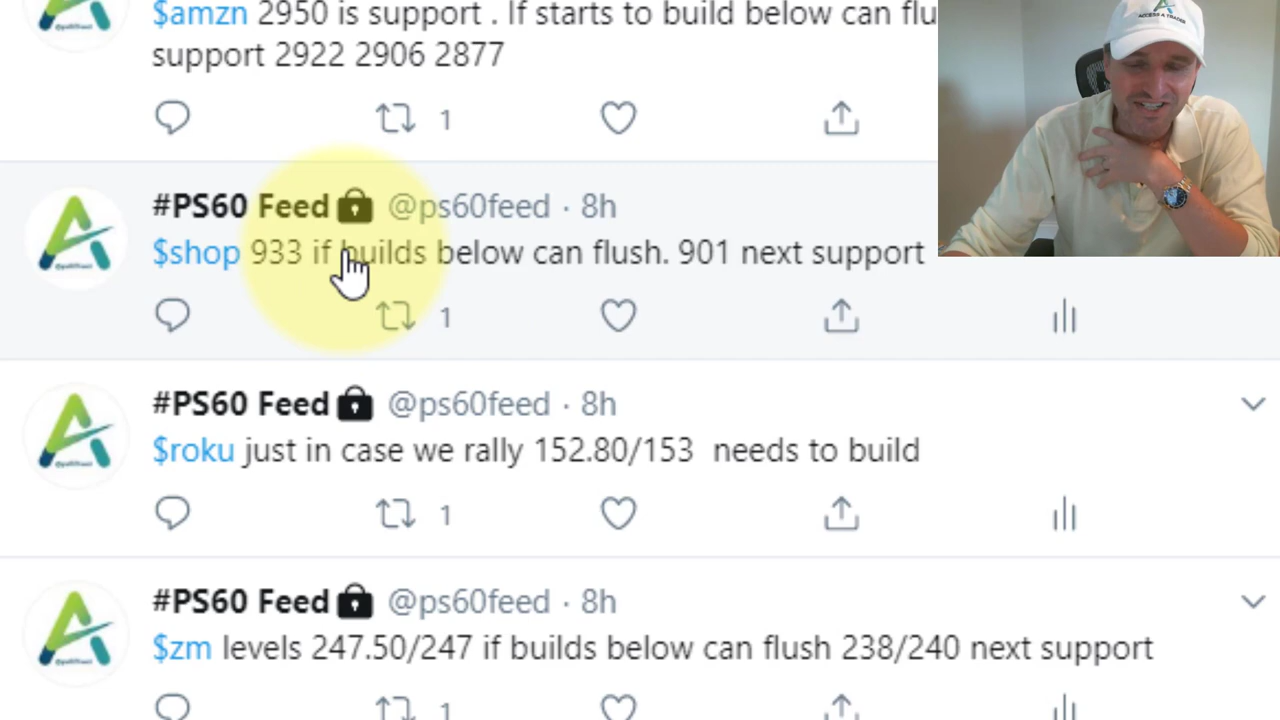 $amzn 2950 is support . If starts to build below can flu
support 2922 2906 2877
1
ACCESS A TRADER
#PS60 Feed @ps60feed · 8h
$shop 933 if builds below can flush. 901 next support
1
#PS60 Feed @ps60feed · 8h
$roku just in case we rally 152.80/153 needs to build
1
#PS60 Feed @ps60feed · 8h
$zm levels 247.50/247 if builds below can flush 238/240 next support
1